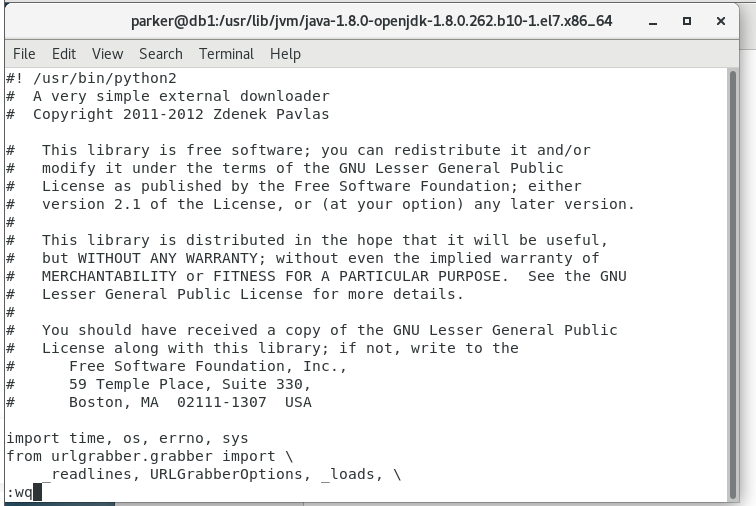 parker@db1:/usr/lib/jvm/java-1.8.0-openjdk-1.8.0.262.b10-1.el7.x86_64
File Edit View Search Terminal Help
#! /usr/bin/python2
#  A very simple external downloader
#  Copyright 2011-2012 Zdenek Pavlas

#   This library is free software; you can redistribute it and/or
#   modify it under the terms of the GNU Lesser General Public
#   License as published by the Free Software Foundation; either
#   version 2.1 of the License, or (at your option) any later version.
#
#   This library is distributed in the hope that it will be useful,
#   but WITHOUT ANY WARRANTY; without even the implied warranty of
#   MERCHANTABILITY or FITNESS FOR A PARTICULAR PURPOSE.  See the GNU
#   Lesser General Public License for more details.
#
#   You should have received a copy of the GNU Lesser General Public
#   License along with this library; if not, write to the
#      Free Software Foundation, Inc.,
#      59 Temple Place, Suite 330,
#      Boston, MA  02111-1307  USA

import time, os, errno, sys
from urlgrabber.grabber import \
    _readlines, URLGrabberOptions, _loads, \
:wq